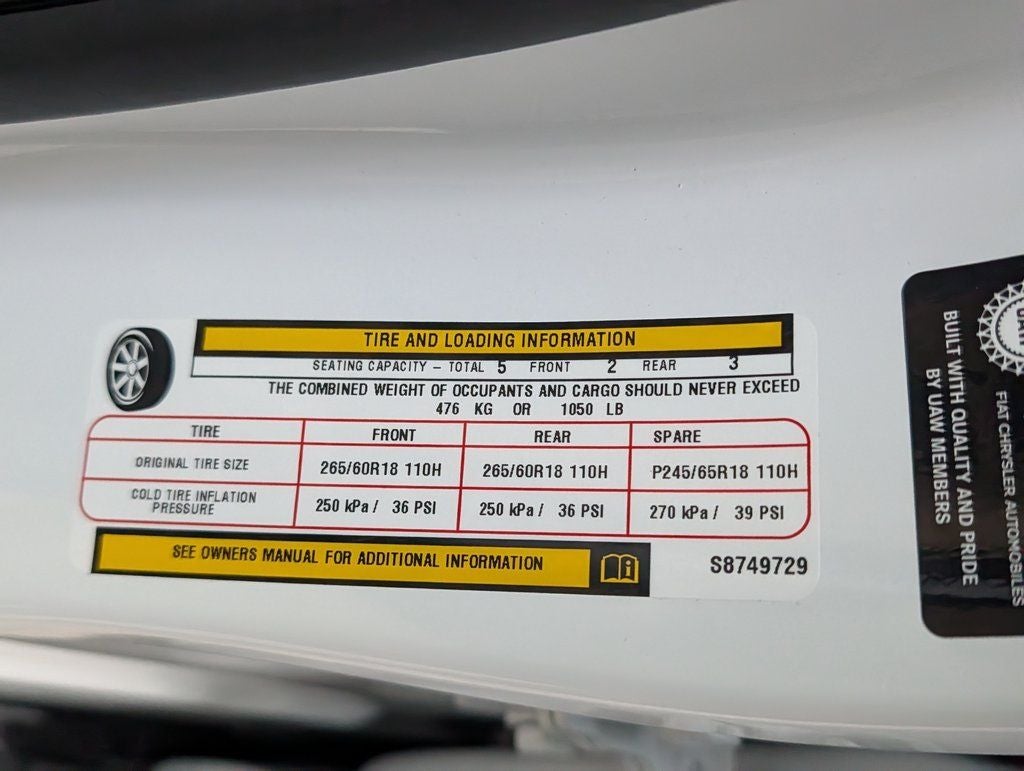 TIRE AND LOADING INFORMATION
SEATING CAPACITY – TOTAL 5 FRONT 2 REAR 3
THE COMBINED WEIGHT OF OCCUPANTS AND CARGO SHOULD NEVER EXCEED
476 KG OR 1050 LB
TIRE FRONT REAR SPARE
ORIGINAL TIRE SIZE 265/60R18 110H 265/60R18 110H P245/65R18 110H
COLD TIRE INFLATION
PRESSURE 250 kPa / 36 PSI 250 kPa / 36 PSI 270 kPa / 39 PSI
SEE OWNERS MANUAL FOR ADDITIONAL INFORMATION
S8749729
FIAT CHRYSLER AUTOMOBILES
BUILT WITH QUALITY AND PRIDE
BY UAW MEMBERS